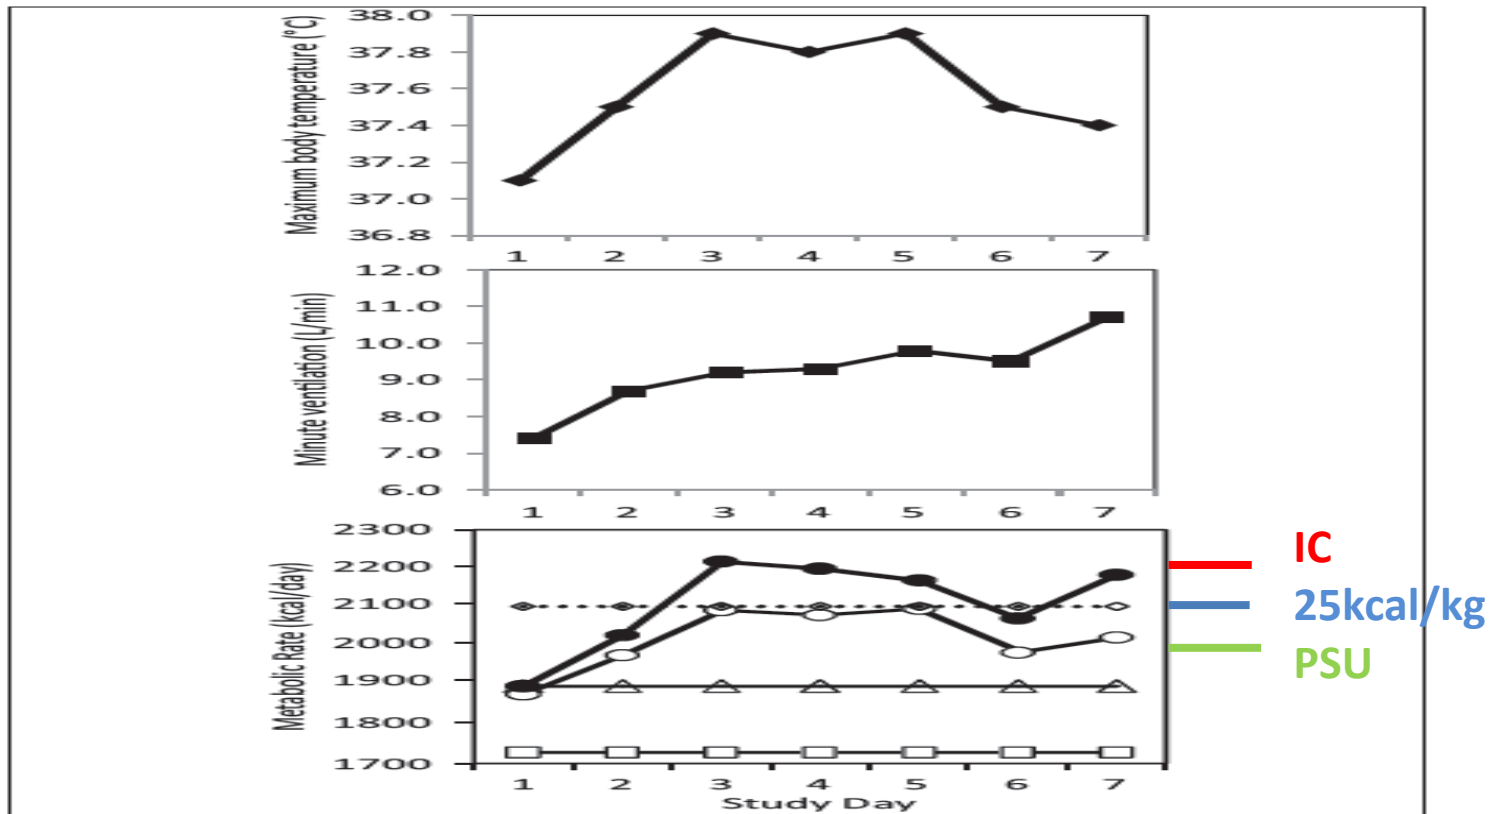 Maximum body temperature (°C)
38.0
37.8
37.6
37.4
37.2
37.0
36.8
1 2 3 4 5 6 7
Minute ventilation (L/min)
12.0
11.0
10.0
9.0
8.0
7.0
6.0
1 2 3 4 5 6 7
Metabolic Rate (kcal/day)
2300
2200
2100
2000
1900
1800
1700
1 2 3 4 5 6 7
Study Day
IC
25kcal/kg
PSU